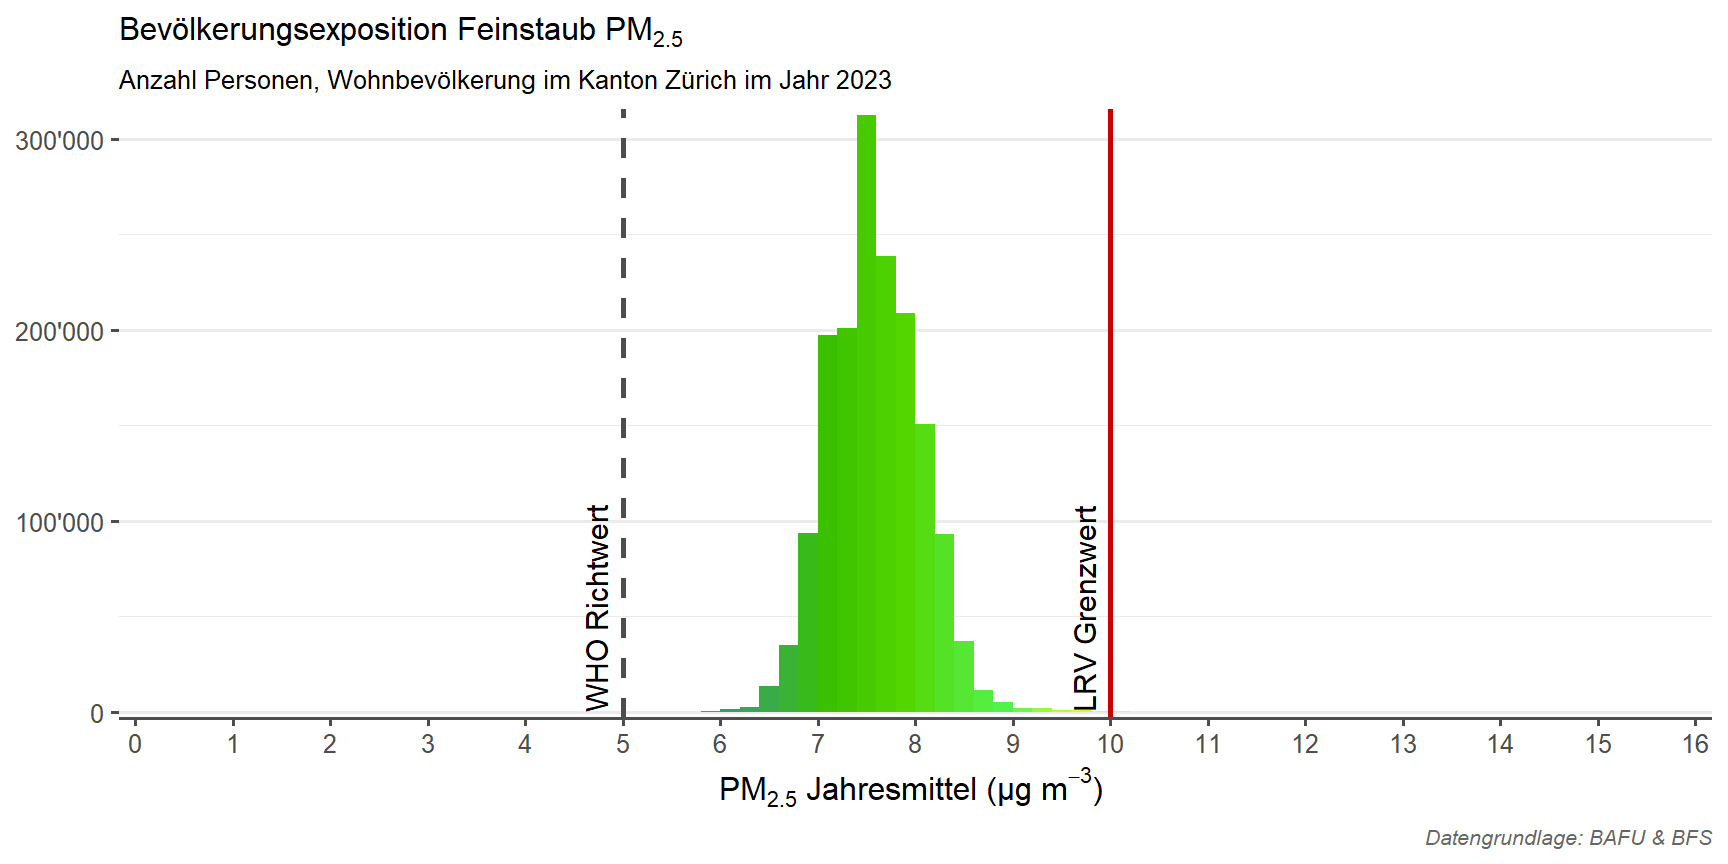 Bevölkerungsexposition Feinstaub PM2.5
Anzahl Personen, Wohnbevölkerung im Kanton Zürich im Jahr 2023
300'000
200'000
100'000
0
WHO Richtwert
LRV Grenzwert
0 1 2 3 4 5 6 7 8 9 10 11 12 13 14 15 16
PM2.5 Jahresmittel (µg m−3)
Datengrundlage: BAFU & BFS